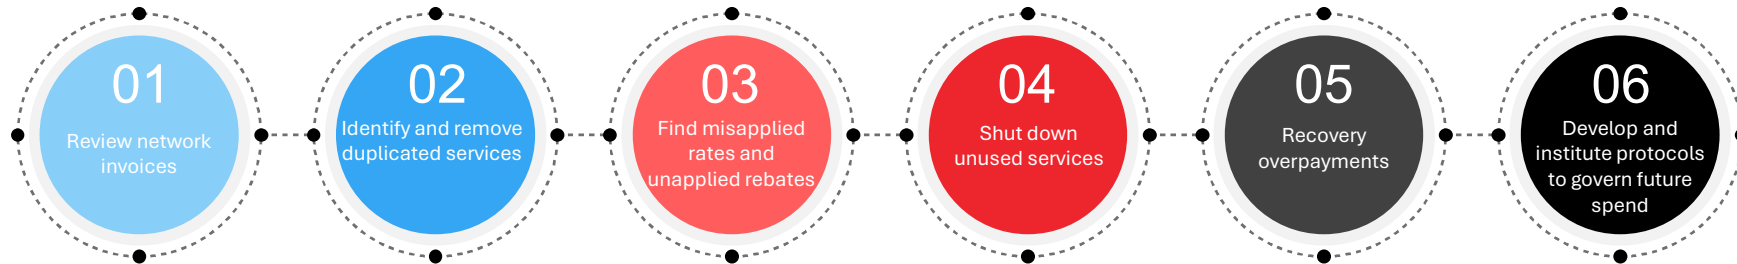 01
Review network
invoices
02
Identify and remove
duplicated services
03
Find misapplied
rates and
unapplied rebates
04
Shut down
unused services
05
Recovery
overpayments
06
Develop and
institute protocols
to govern future
spend